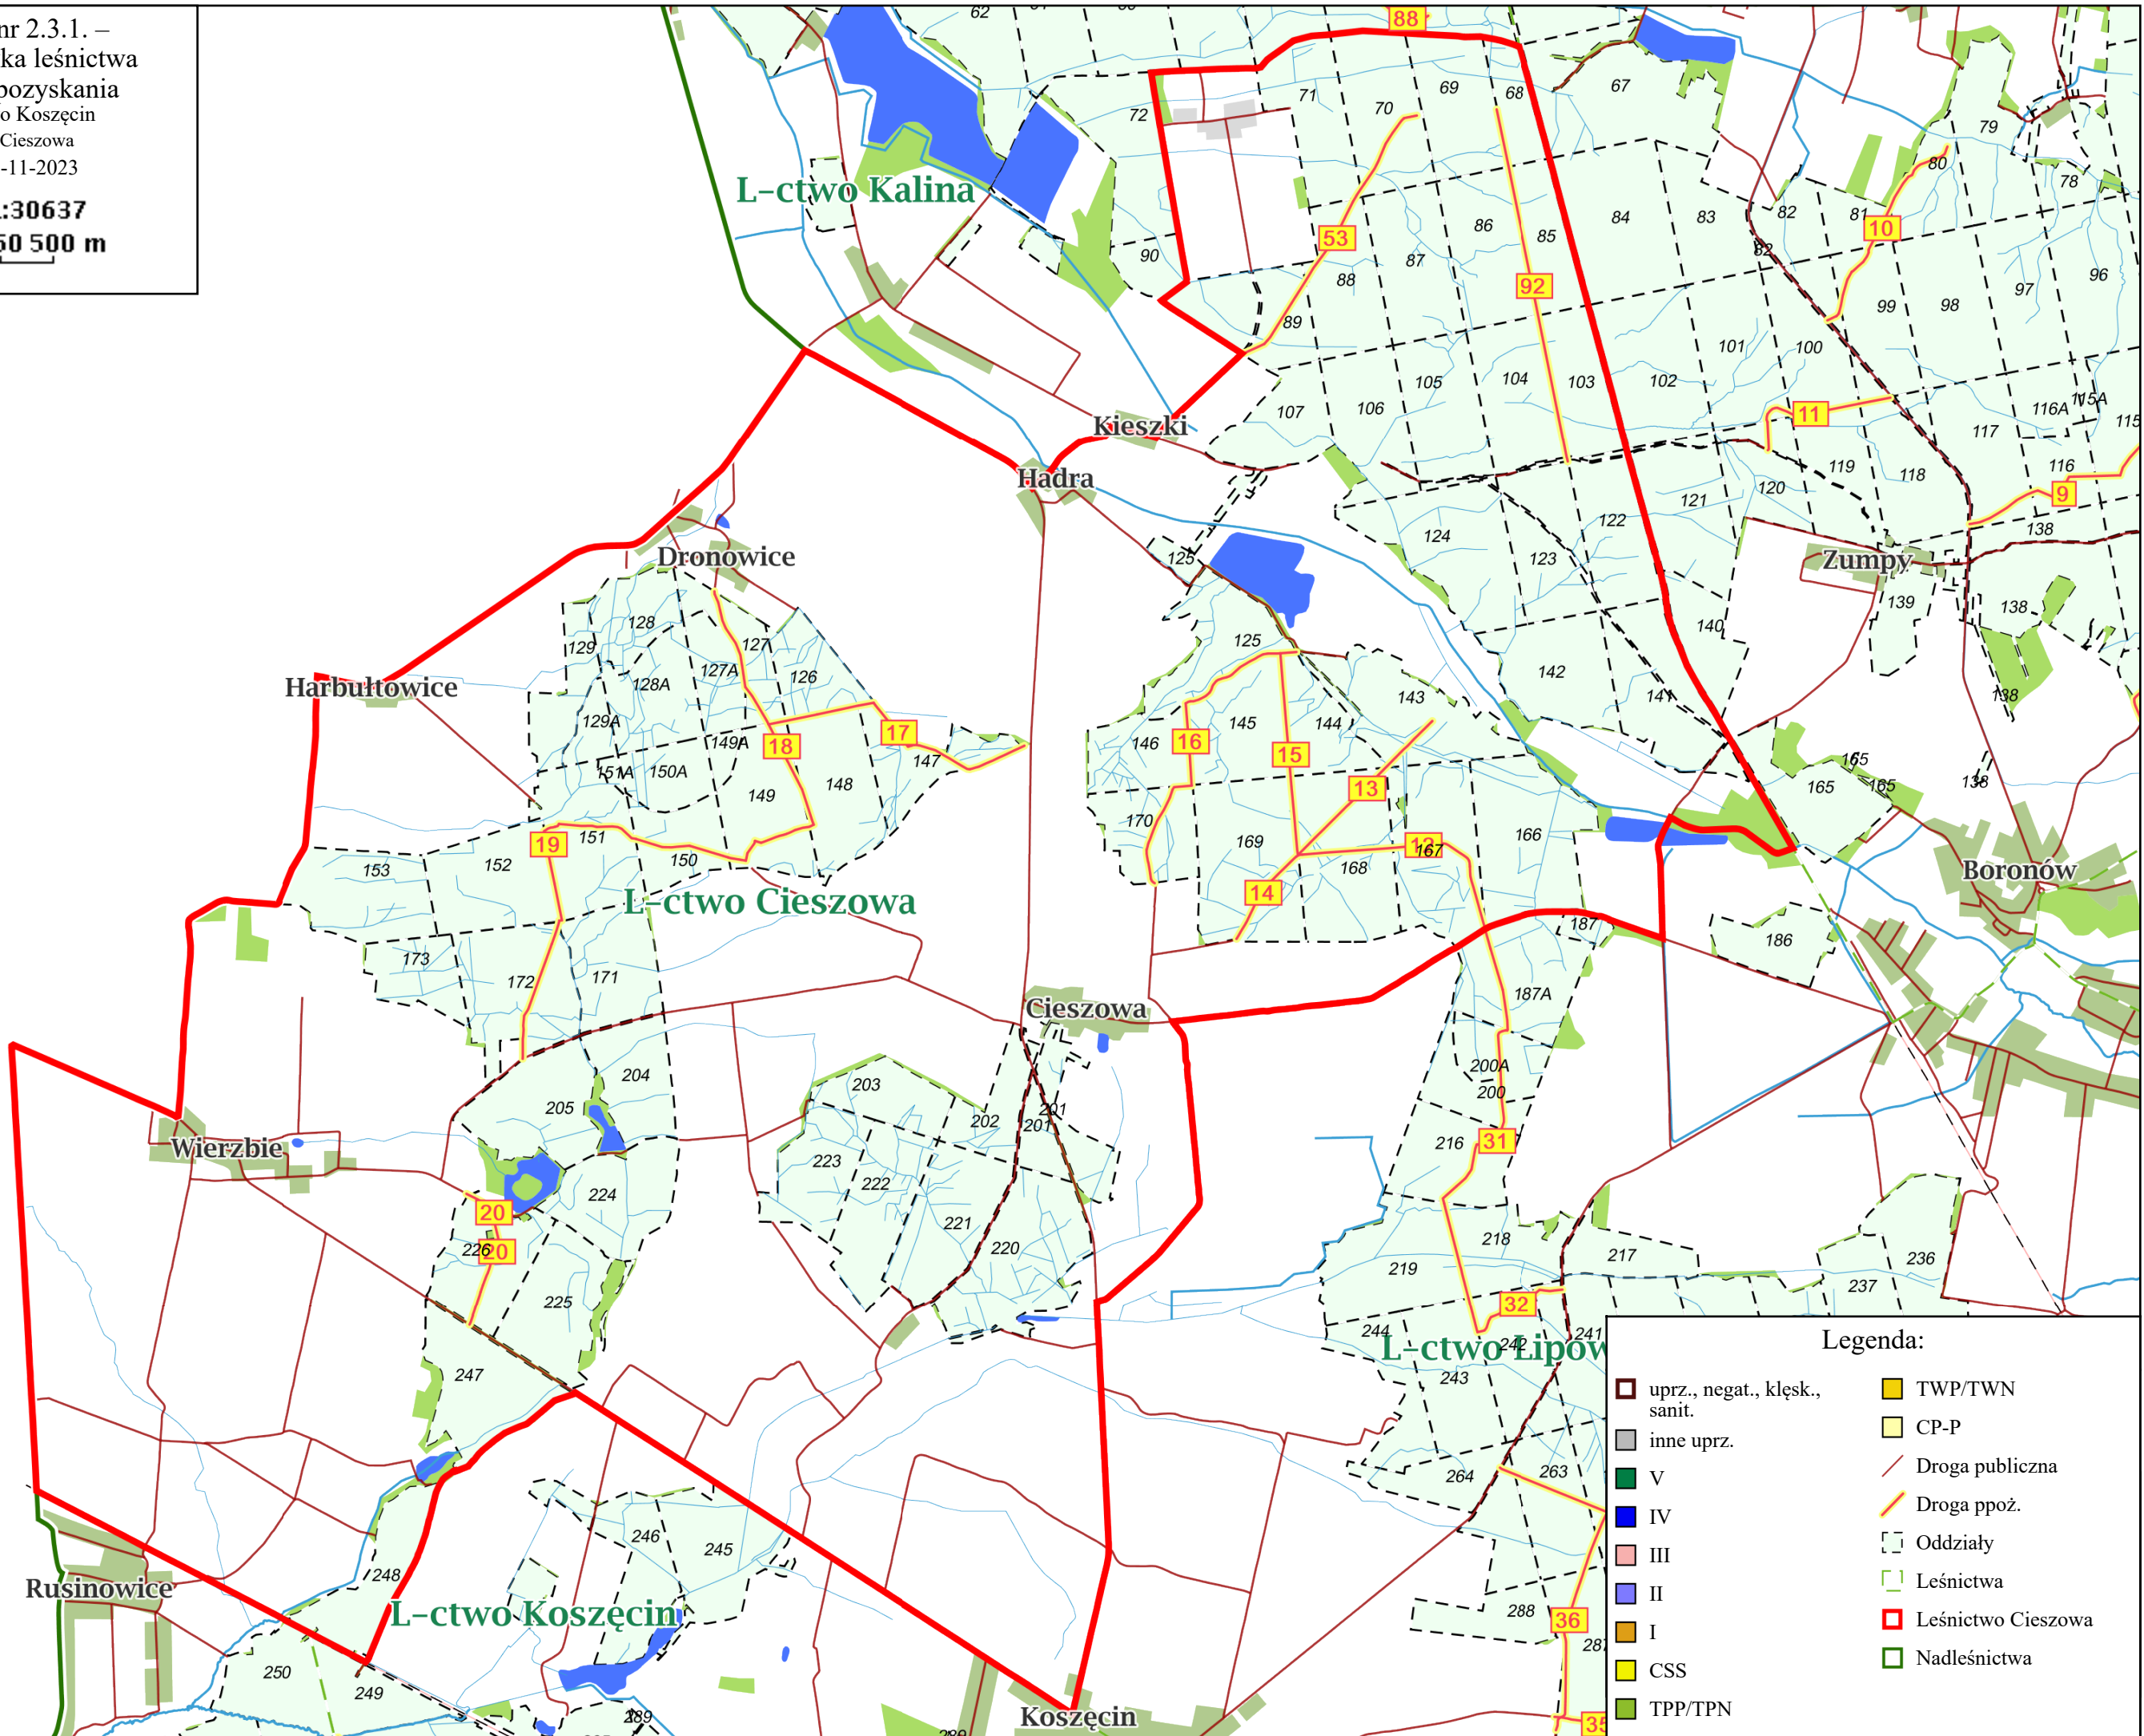 nr 2.3.1. –
ka leśnictwa
pozyskania
o Koszęcin
Cieszowa
-11-2023
:30637
50 500 m
62
88
72
71
70
69
68
67
79
80
78
L-ctwo Kalina
90
53
88
87
86
85
84
83
82
82
81
10
92
89
99
98
97
96
101
100
107
106
105
104
103
102
11
116A
115A
115
117
Kieszki
Hadra
119
118
116
9
120
121
122
124
123
138
Dronowice
125
Zumpy
139
138
128
129
127
127A
128A
126
125
140
142
141
143
138
Harbułtowice
129A
149A
18
17
147
146
16
145
144
15
13
151A
150A
149
148
165
165
165
138
19
151
150
152
153
170
169
168
12
167
166
14
Boronów
L-ctwo Cieszowa
187
186
173
172
171
187A
Cieszowa
200A
200
204
205
203
202
201
201
Wierzbie
216
31
223
222
224
20
20
226
221
220
218
217
219
236
237
225
32
244
242
241
L-ctwo Lipow
247
243
264
263
246
245
248
Rusinowice
L-ctwo Koszęcin
288
36
287
250
249
289
289
Koszęcin
35
Legenda:
uprz., negat., klęsk.,
sanit.
inne uprz.
V
IV
III
II
I
CSS
TPP/TPN
TWP/TWN
CP-P
Droga publiczna
Droga ppoż.
Oddziały
Leśnictwa
Leśnictwo Cieszowa
Nadleśnictwa